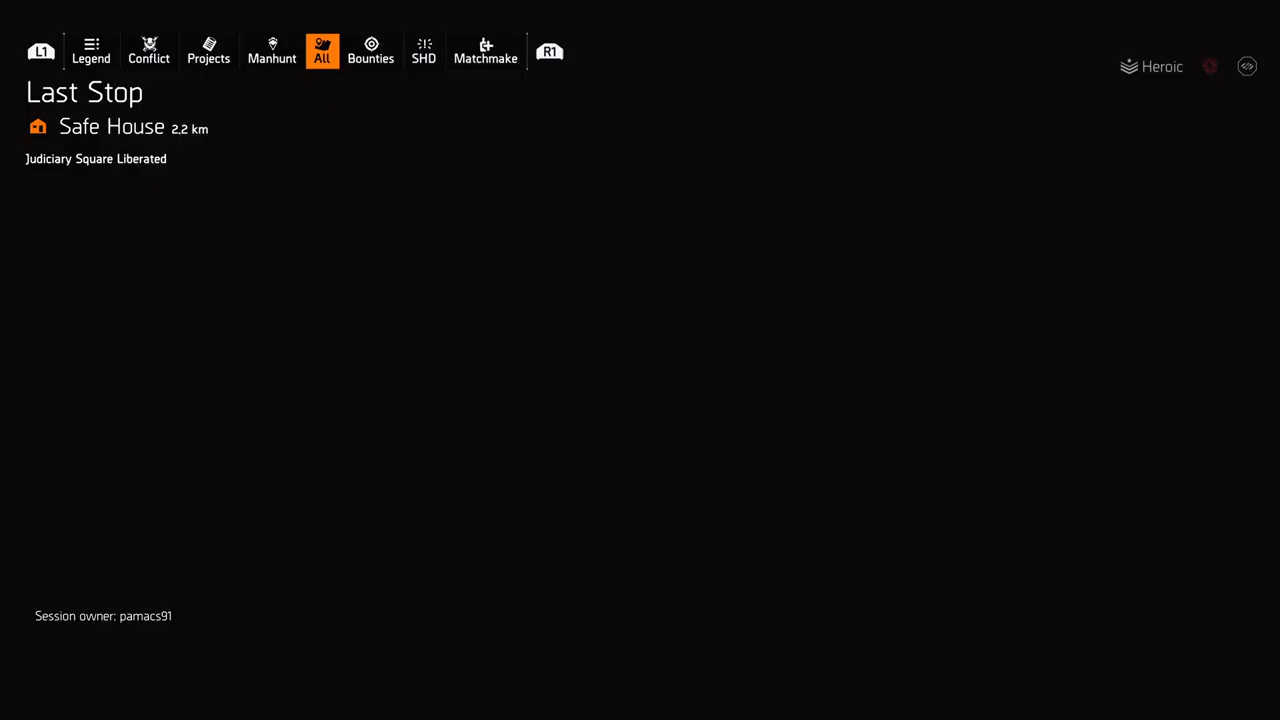 L1 Legend Conflict Projects Manhunt All Bounties SHD Matchmake R1
Heroic
Last Stop
Safe House 2.2 km
Judiciary Square Liberated
Session owner: pamacs91